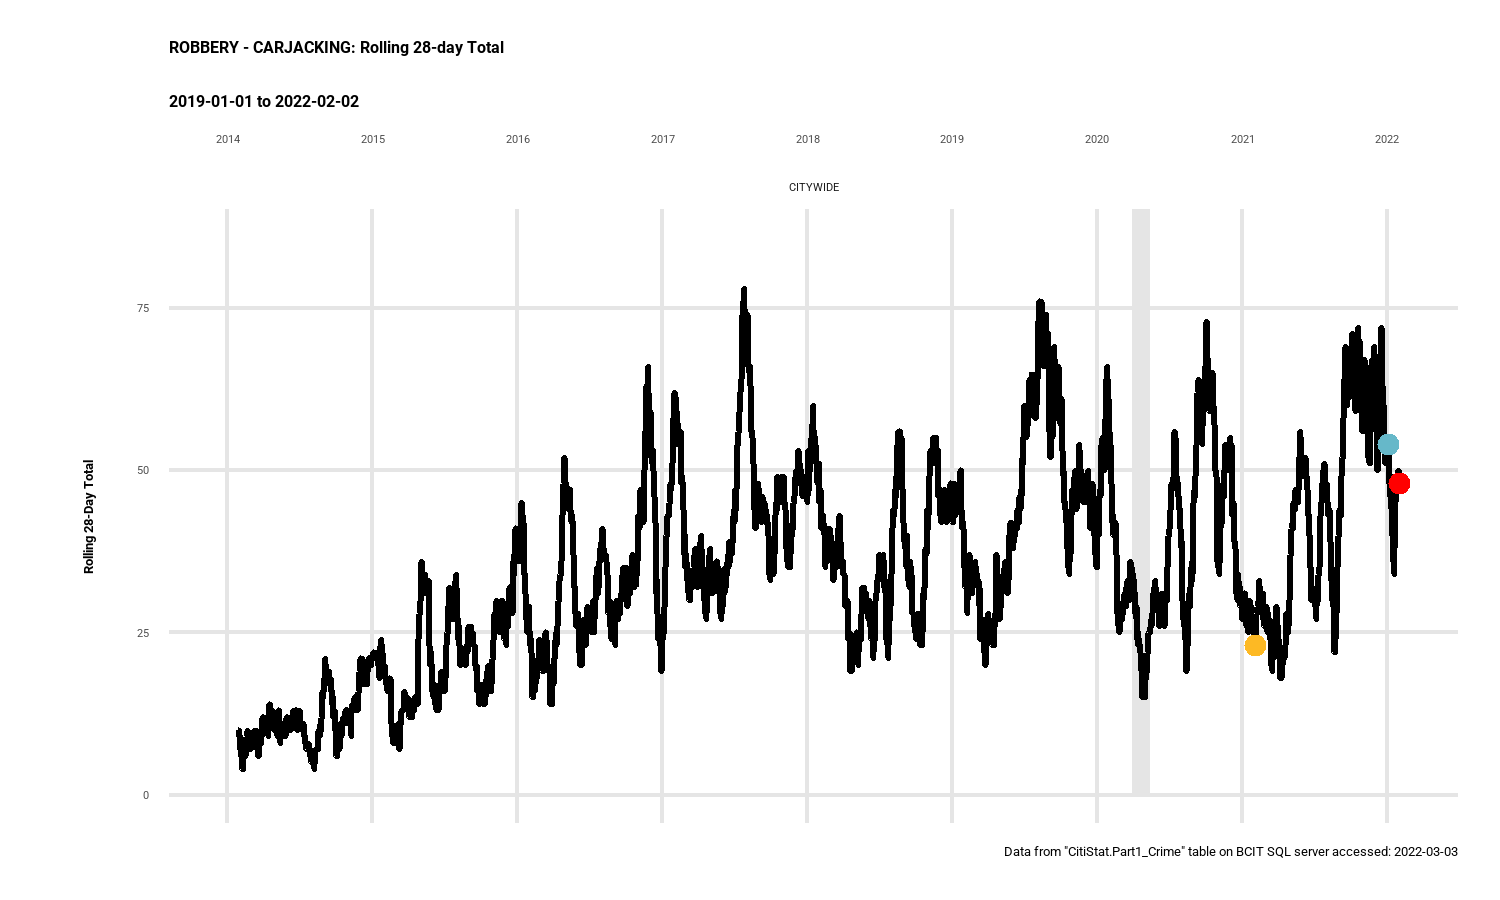 ROBBERY - CARJACKING: Rolling 28-day Total
2019-01-01 to 2022-02-02
2014 2015 2016 2017 2018 2019 2020 2021 2022
CITYWIDE
75
50
25
0
Rolling 28-Day Total
Data from "CitiStat.Part1_Crime" table on BCIT SQL server accessed: 2022-03-03